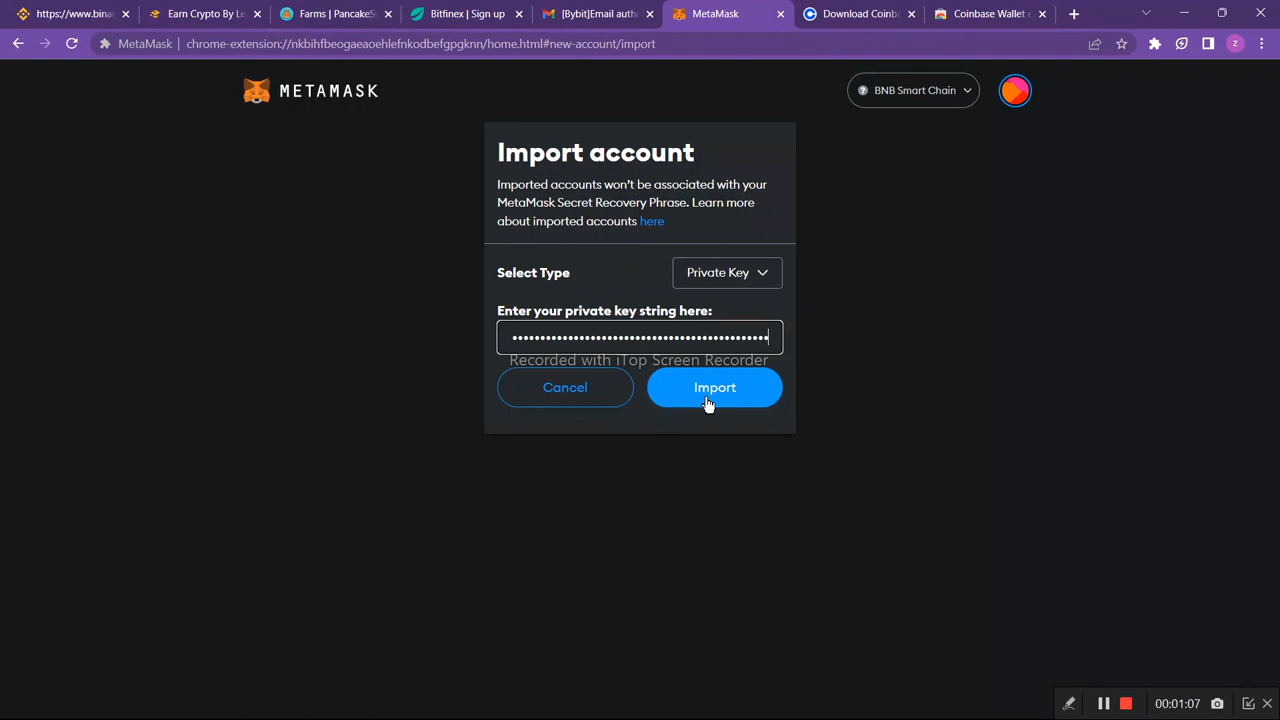 https://www.binan
Earn Crypto By Le
Farms | PancakeSw
Bitfinex | Sign up
[Bybit]Email auth
MetaMask
Download Coinba
Coinbase Wallet e
MetaMask
chrome-extension://nkbihfbeogaeaoehlefnkodbefgpgknn/home.html#new-account/import
Z
METAMASK
? BNB Smart Chain
Import account
Imported accounts won't be associated with your
MetaMask Secret Recovery Phrase. Learn more
about imported accounts here
Select Type
Private Key
Enter your private key string here:
Recorded with iTop Screen Recorder
Cancel
Import
00:01:07